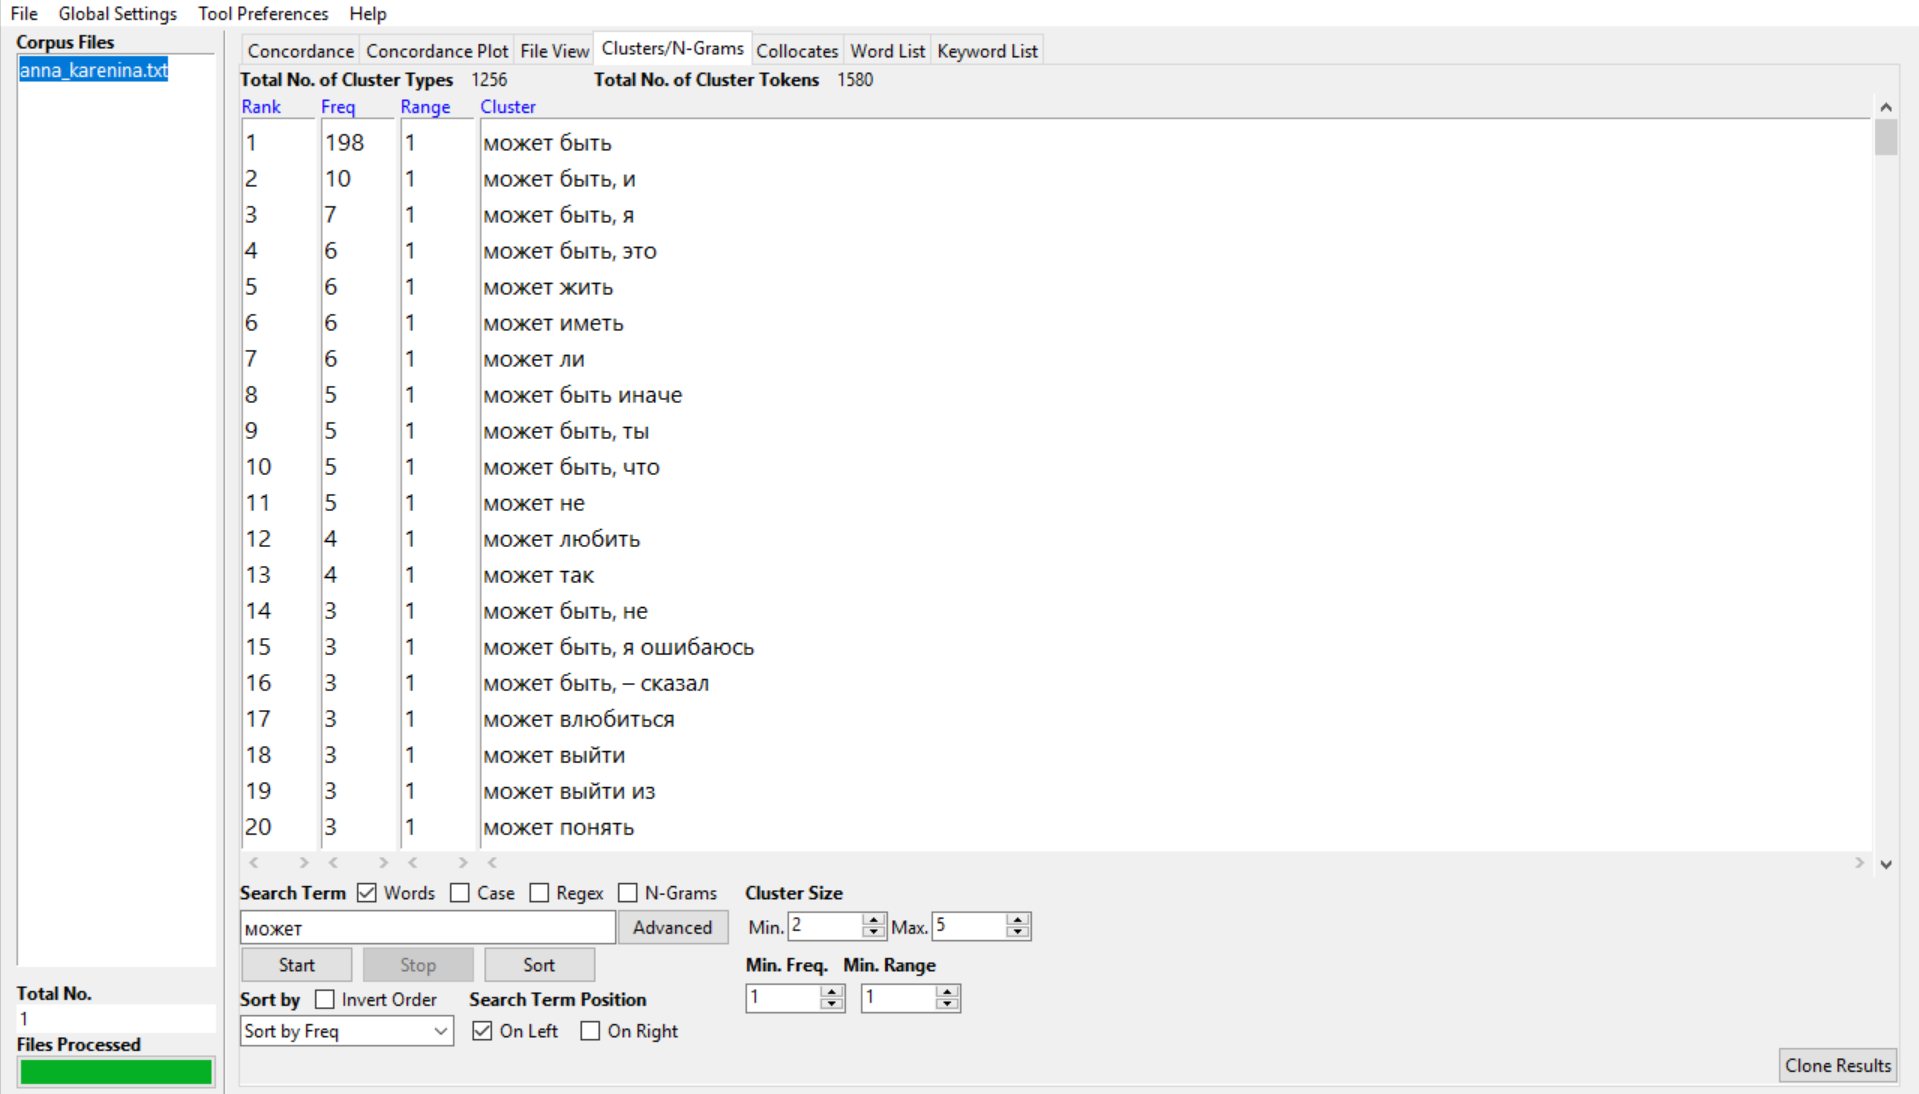 File Global Settings Tool Preferences Help
Corpus Files
anna_karenina.txt
Concordance Concordance Plot File View Clusters/N-Grams Collocates Word List Keyword List
Total No. of Cluster Types 1256 Total No. of Cluster Tokens 1580
Rank Freq Range Cluster
1 198 1 может быть
2 10 1 может быть, и
3 7 1 может быть, я
4 6 1 может быть, это
5 6 1 может жить
6 6 1 может иметь
7 6 1 может ли
8 5 1 может быть иначе
9 5 1 может быть, ты
10 5 1 может быть, что
11 5 1 может не
12 4 1 может любить
13 4 1 может так
14 3 1 может быть, не
15 3 1 может быть, я ошибаюсь
16 3 1 может быть, – сказал
17 3 1 может влюбиться
18 3 1 может выйти
19 3 1 может выйти из
20 3 1 может понять
Search Term Words Case Regex N-Grams Cluster Size
может Advanced Min. 2 Max. 5
Start Stop Sort Min. Freq. Min. Range
Total No.
1
Files Processed
Sort by Invert Order Search Term Position 1 1
Sort by Freq On Left On Right
Clone Results